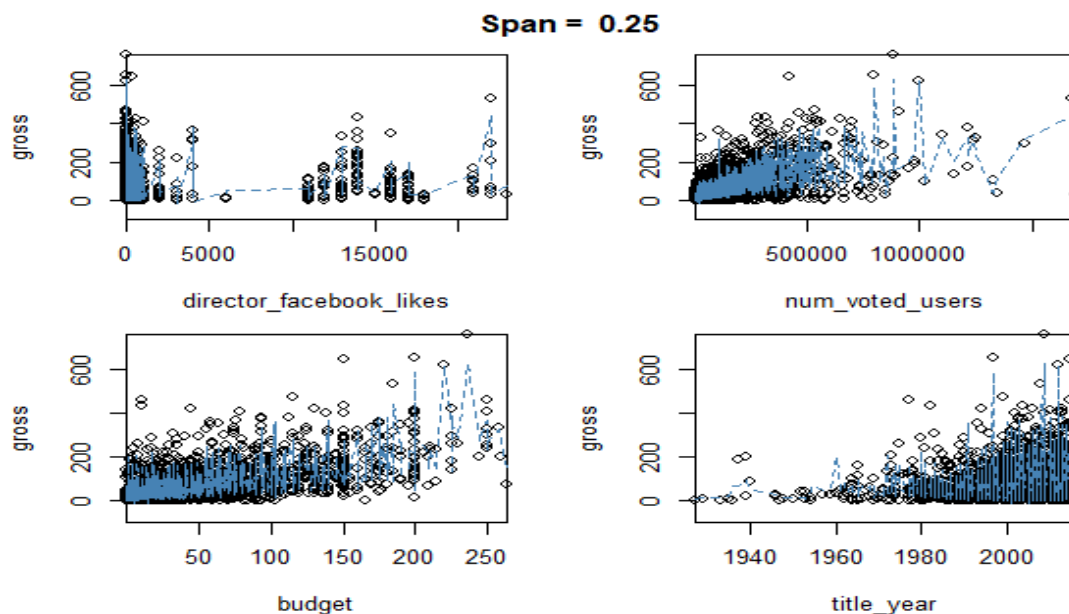 Span = 0.25
gross
600
200
0
0 5000 15000
director_facebook_likes
gross
600
200
0
500000 1000000
num_voted_users
gross
600
200
0
50 100 150 200 250
budget
gross
600
200
0
1940 1960 1980 2000
title_year